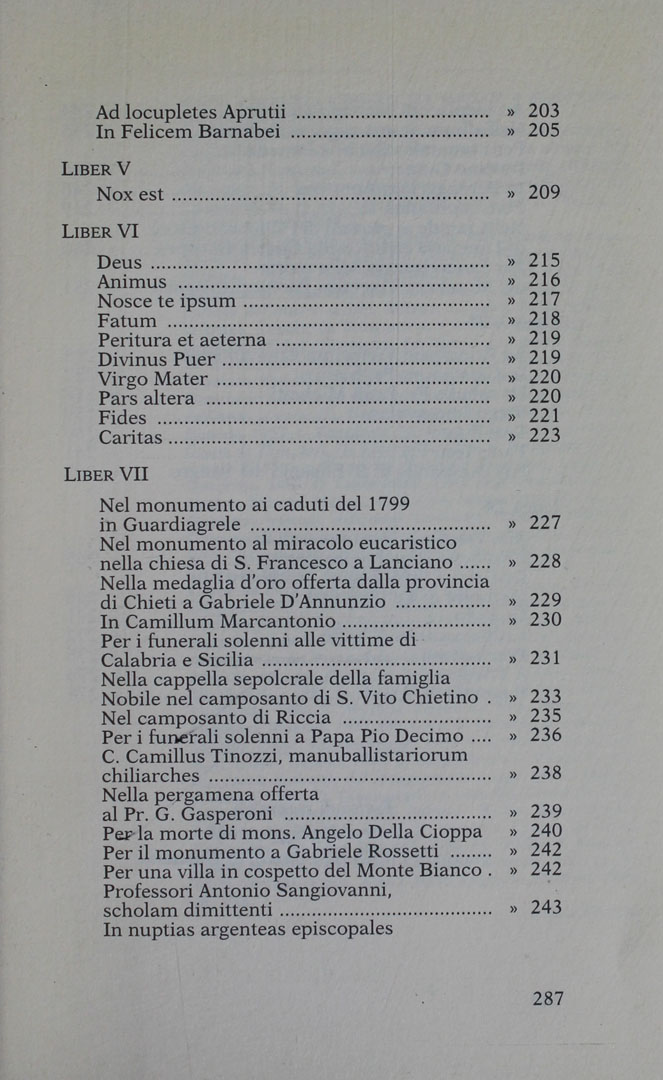 Ad locupletes Aprutii .................................. » 203
In Felicem Barnabei ................................... » 205
LIBER V
Nox est ........................................................ » 209
LIBER VI
Deus ............................................................ » 215
Animus ....................................................... » 216
Nosce te ipsum ........................................... » 217
Fatum ......................................................... » 218
Peritura et aeterna ...................................... » 219
Divinus Puer ............................................... » 219
Virgo Mater ................................................ » 220
Pars altera .................................................. » 220
Fides ........................................................... » 221
Caritas ......................................................... » 223
LIBER VII
Nel monumento ai caduti del 1799
in Guardiagrele .......................................... » 227
Nel monumento al miracolo eucaristico
nella chiesa di S. Francesco a Lanciano ...... » 228
Nella medaglia d'oro offerta dalla provincia
di Chieti a Gabriele D'Annunzio ................. » 229
In Camillum Marcantonio .......................... » 230
Per i funerali solenni alle vittime di
Calabria e Sicilia ........................................ » 231
Nella cappella sepolcrale della famiglia
Nobile nel camposanto di S. Vito Chietino . » 233
Nel camposanto di Riccia .......................... » 235
Per i funerali solenni a Papa Pio Decimo .... » 236
C. Camillus Tinozzi, manuballistariorum
chiliarches .................................................. » 238
Nella pergamena offerta
al Pr. G. Gasperoni ..................................... » 239
Per la morte di mons. Angelo Della Cioppa » 240
Per il monumento a Gabriele Rossetti ........ » 242
Per una villa in cospetto del Monte Bianco . » 242
Professori Antonio Sangiovanni,
scholam dimittenti ...................................... » 243
In nuptias argenteas episcopales
287